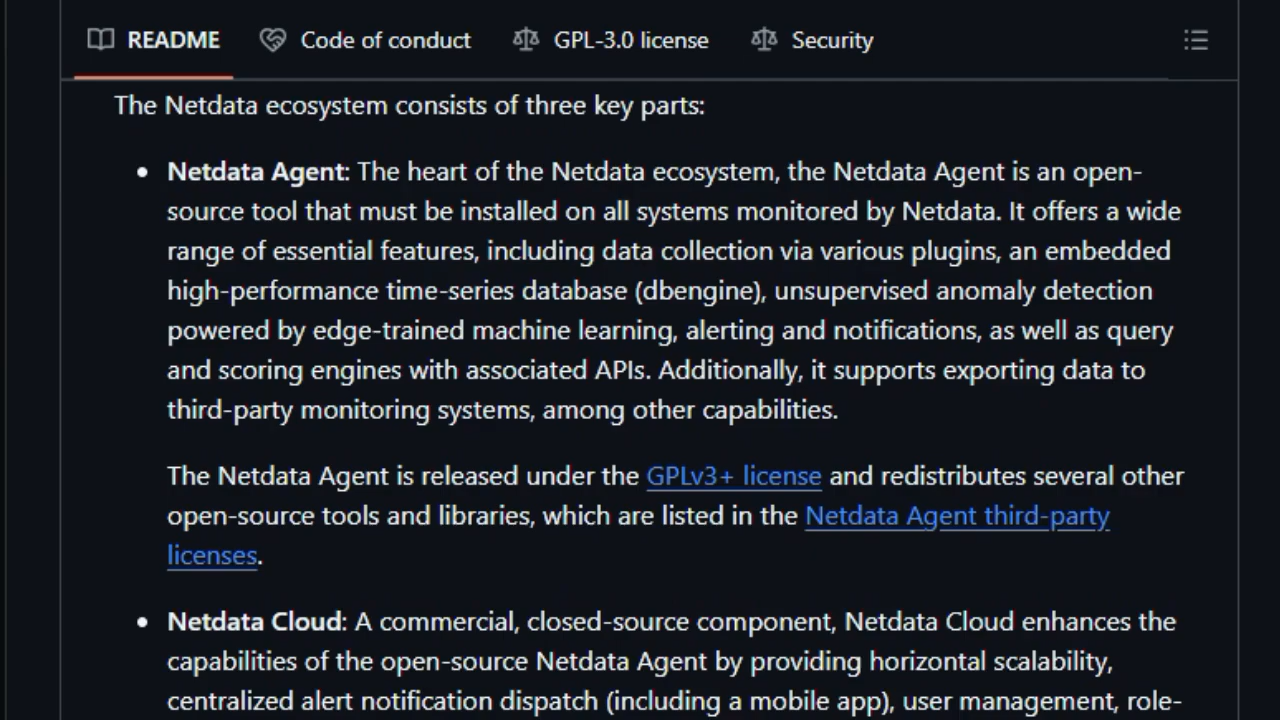 README Code of conduct GPL-3.0 license Security
The Netdata ecosystem consists of three key parts:
• Netdata Agent: The heart of the Netdata ecosystem, the Netdata Agent is an open-
source tool that must be installed on all systems monitored by Netdata. It offers a wide
range of essential features, including data collection via various plugins, an embedded
high-performance time-series database (dbengine), unsupervised anomaly detection
powered by edge-trained machine learning, alerting and notifications, as well as query
and scoring engines with associated APIs. Additionally, it supports exporting data to
third-party monitoring systems, among other capabilities.
The Netdata Agent is released under the GPLv3+ license and redistributes several other
open-source tools and libraries, which are listed in the Netdata Agent third-party
licenses.
• Netdata Cloud: A commercial, closed-source component, Netdata Cloud enhances the
capabilities of the open-source Netdata Agent by providing horizontal scalability,
centralized alert notification dispatch (including a mobile app), user management, role-